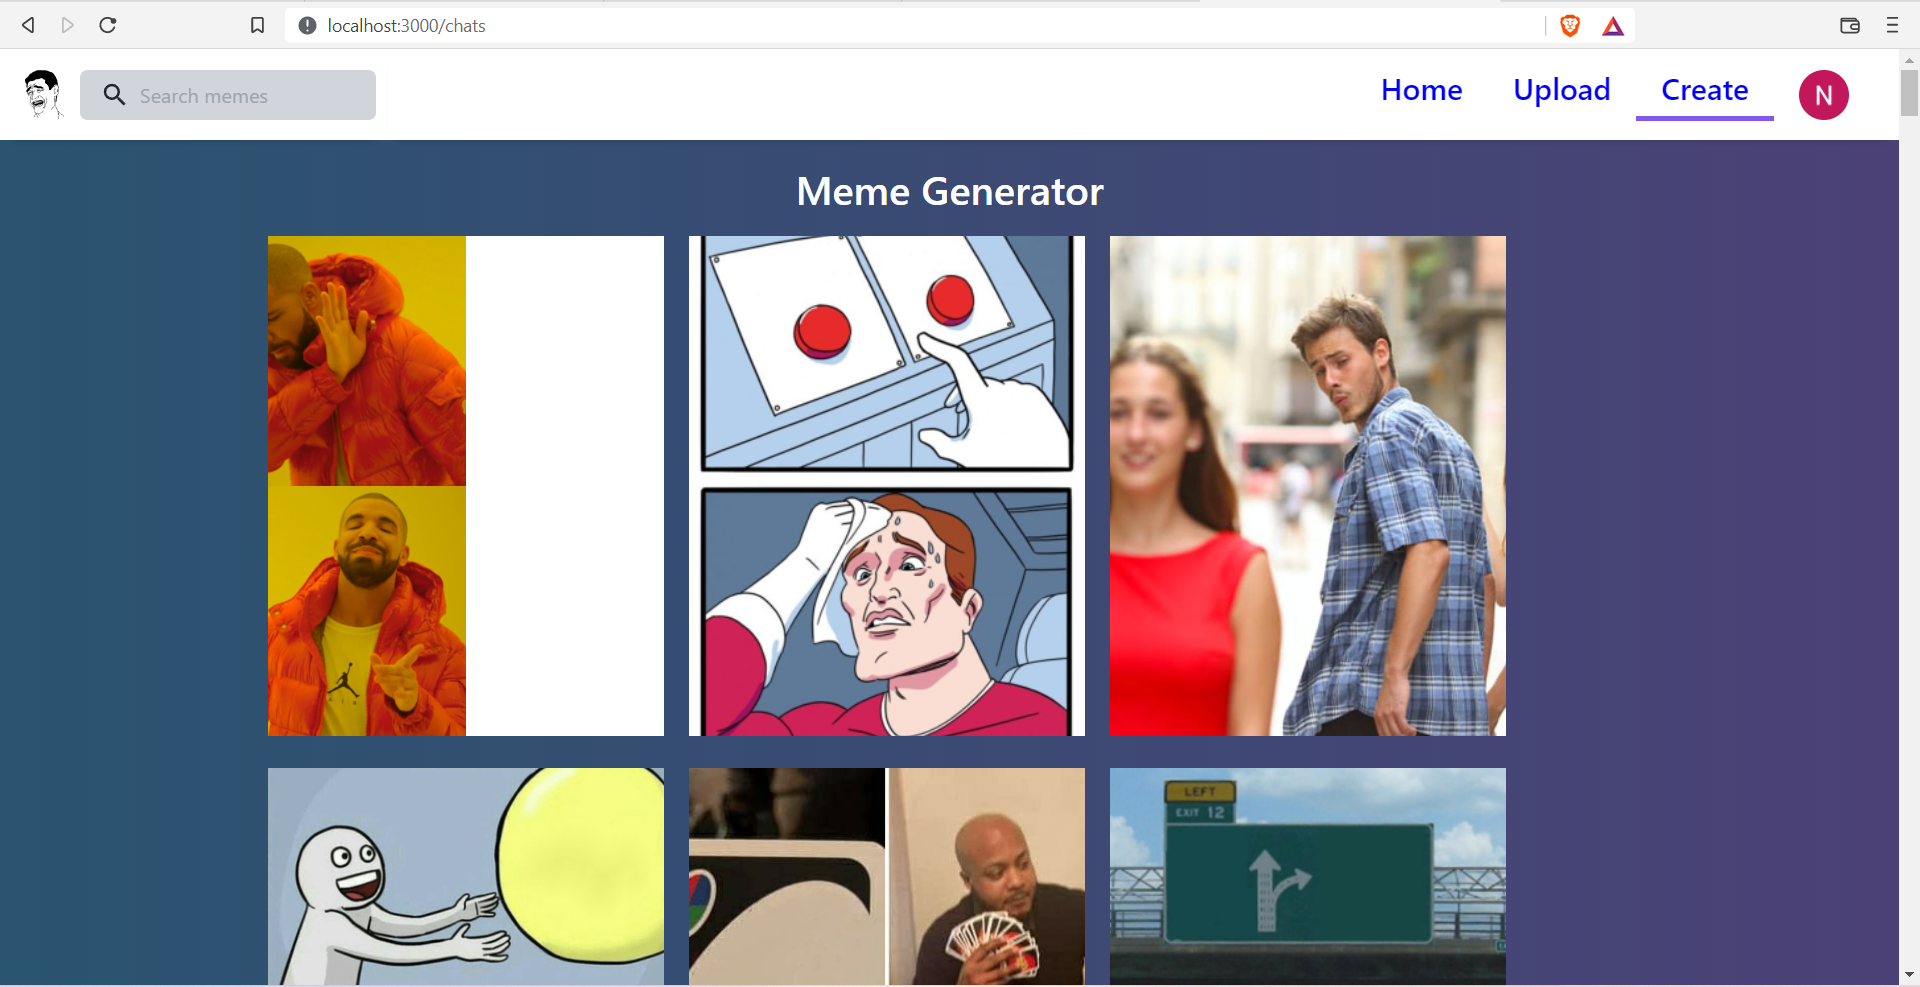 localhost:3000/chats
Search memes
Home
Upload
Create
N
Meme Generator
LEFT
EXIT 12